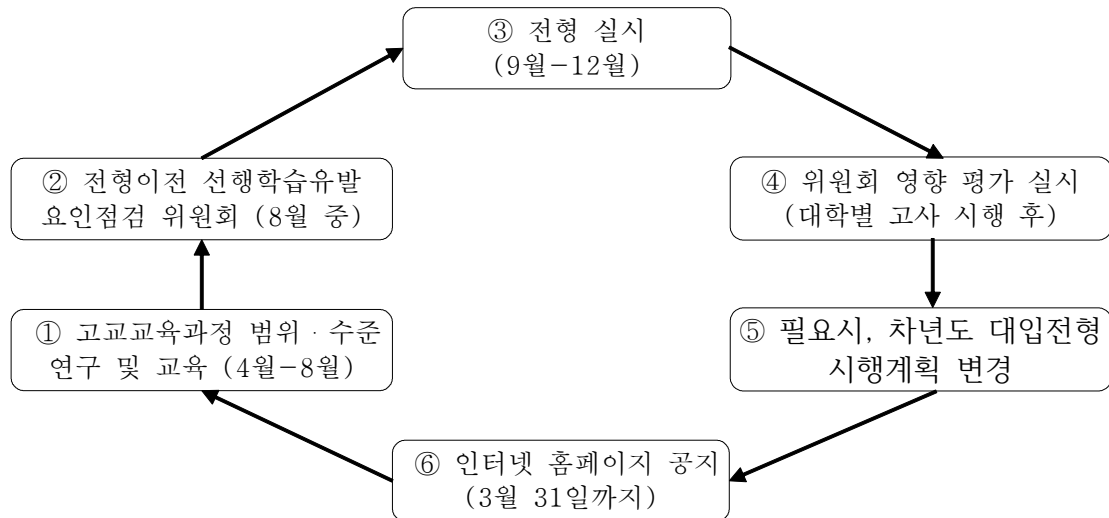 ③ 전형 실시
(9월-12월)
② 전형이전 선행학습유발
요인점검 위원회 (8월 중)
④ 위원회 영향 평가 실시
(대학별 고사 시행 후)
① 고교교육과정 범위·수준
연구 및 교육 (4월-8월)
⑤ 필요시, 차년도 대입전형
시행계획 변경
⑥ 인터넷 홈페이지 공지
(3월 31일까지)